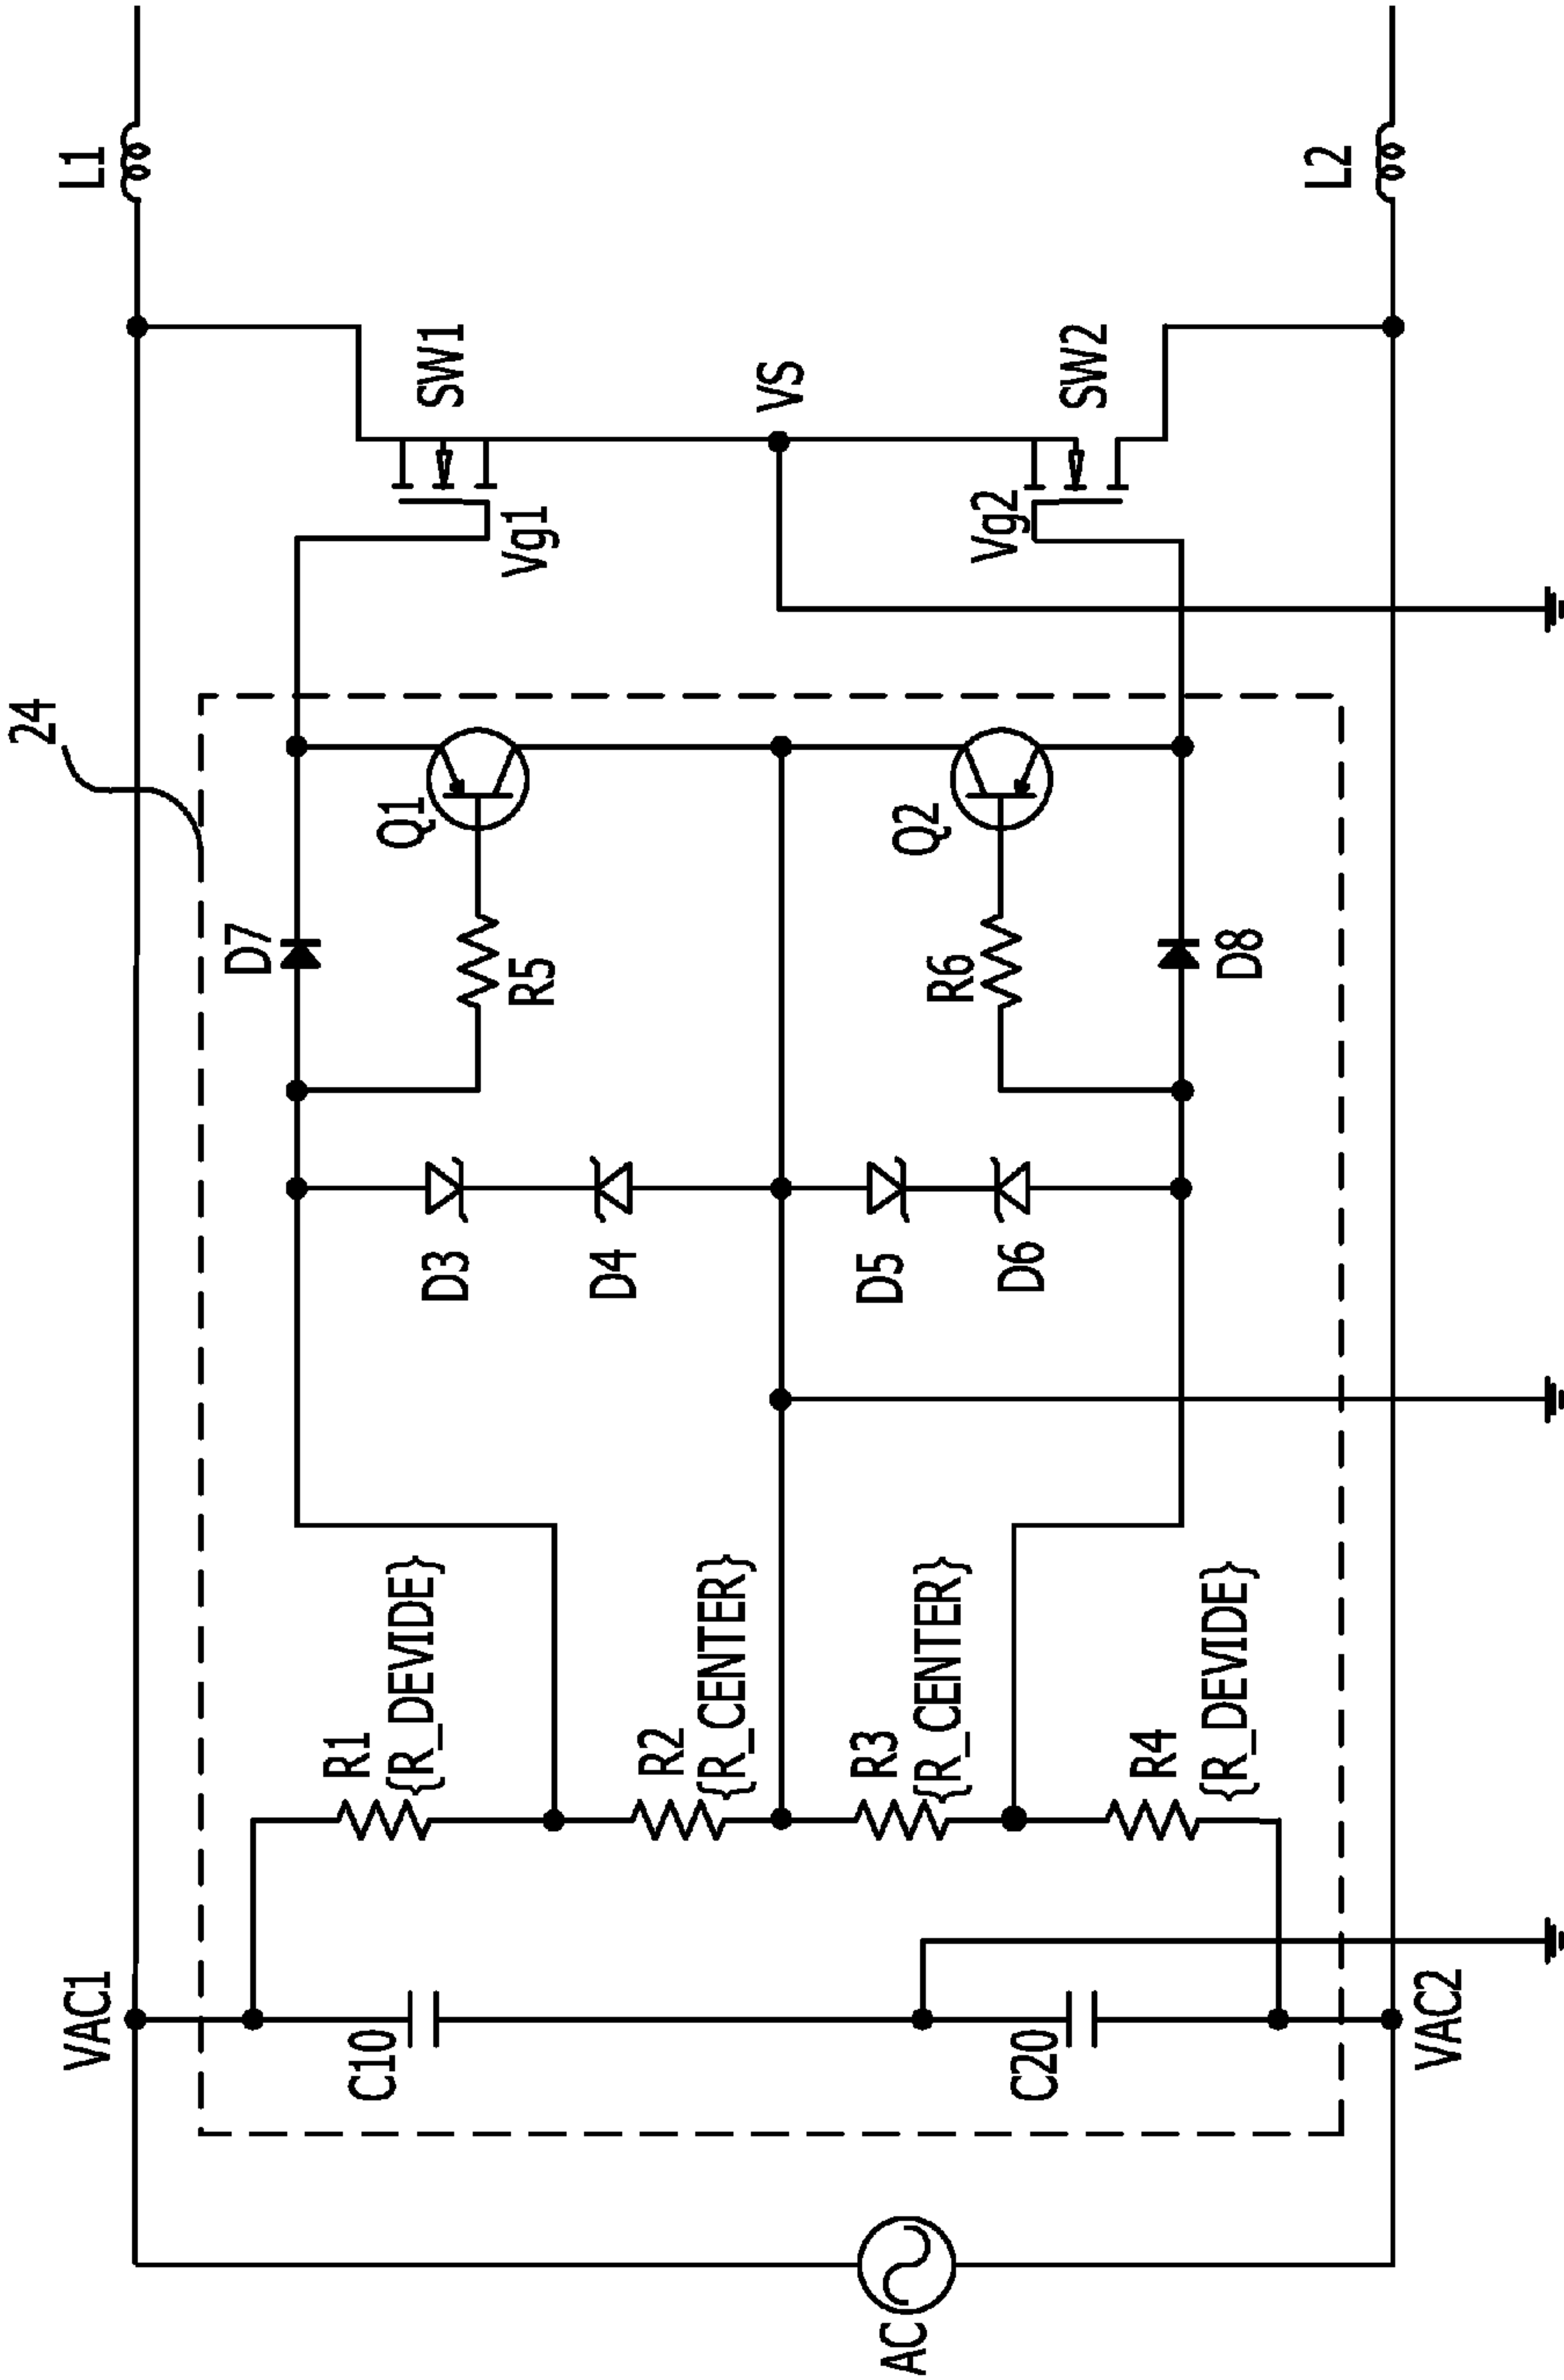 24
L1
VAC1
D7
SW1
Vg1
Q1
R1
{R_DEVIDE}
C10
R5
D3
D4
R2
{R_CENTER}
VS
AC
R3
{R_CENTER}
D5
Q2
R6
D6
Vg2
SW2
C20
R4
{R_DEVIDE}
D8
L2
VAC2